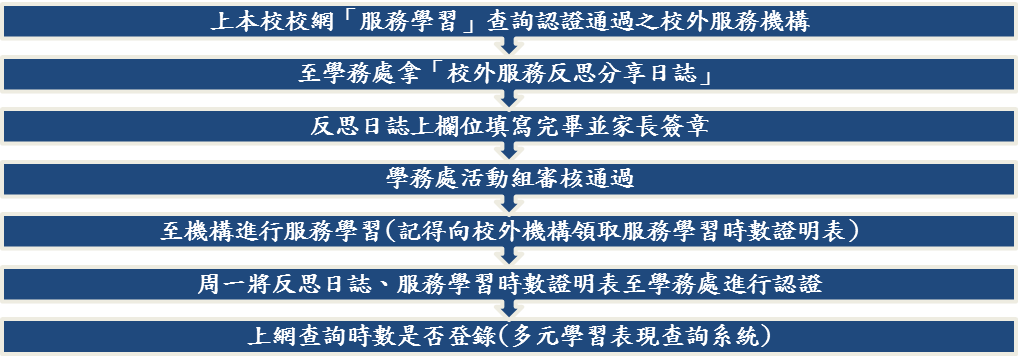 上本校校網「服務學習」查詢認證通過之校外服務機構
至學務處拿「校外服務反思分享日誌」
反思日誌上欄位填寫完畢並家長簽章
學務處活動組審核通過
至機構進行服務學習(記得向校外機構領取服務學習時數證明表)
周一將反思日誌、服務學習時數證明表至學務處進行認證
上網查詢時數是否登錄(多元學習表現查詢系統)